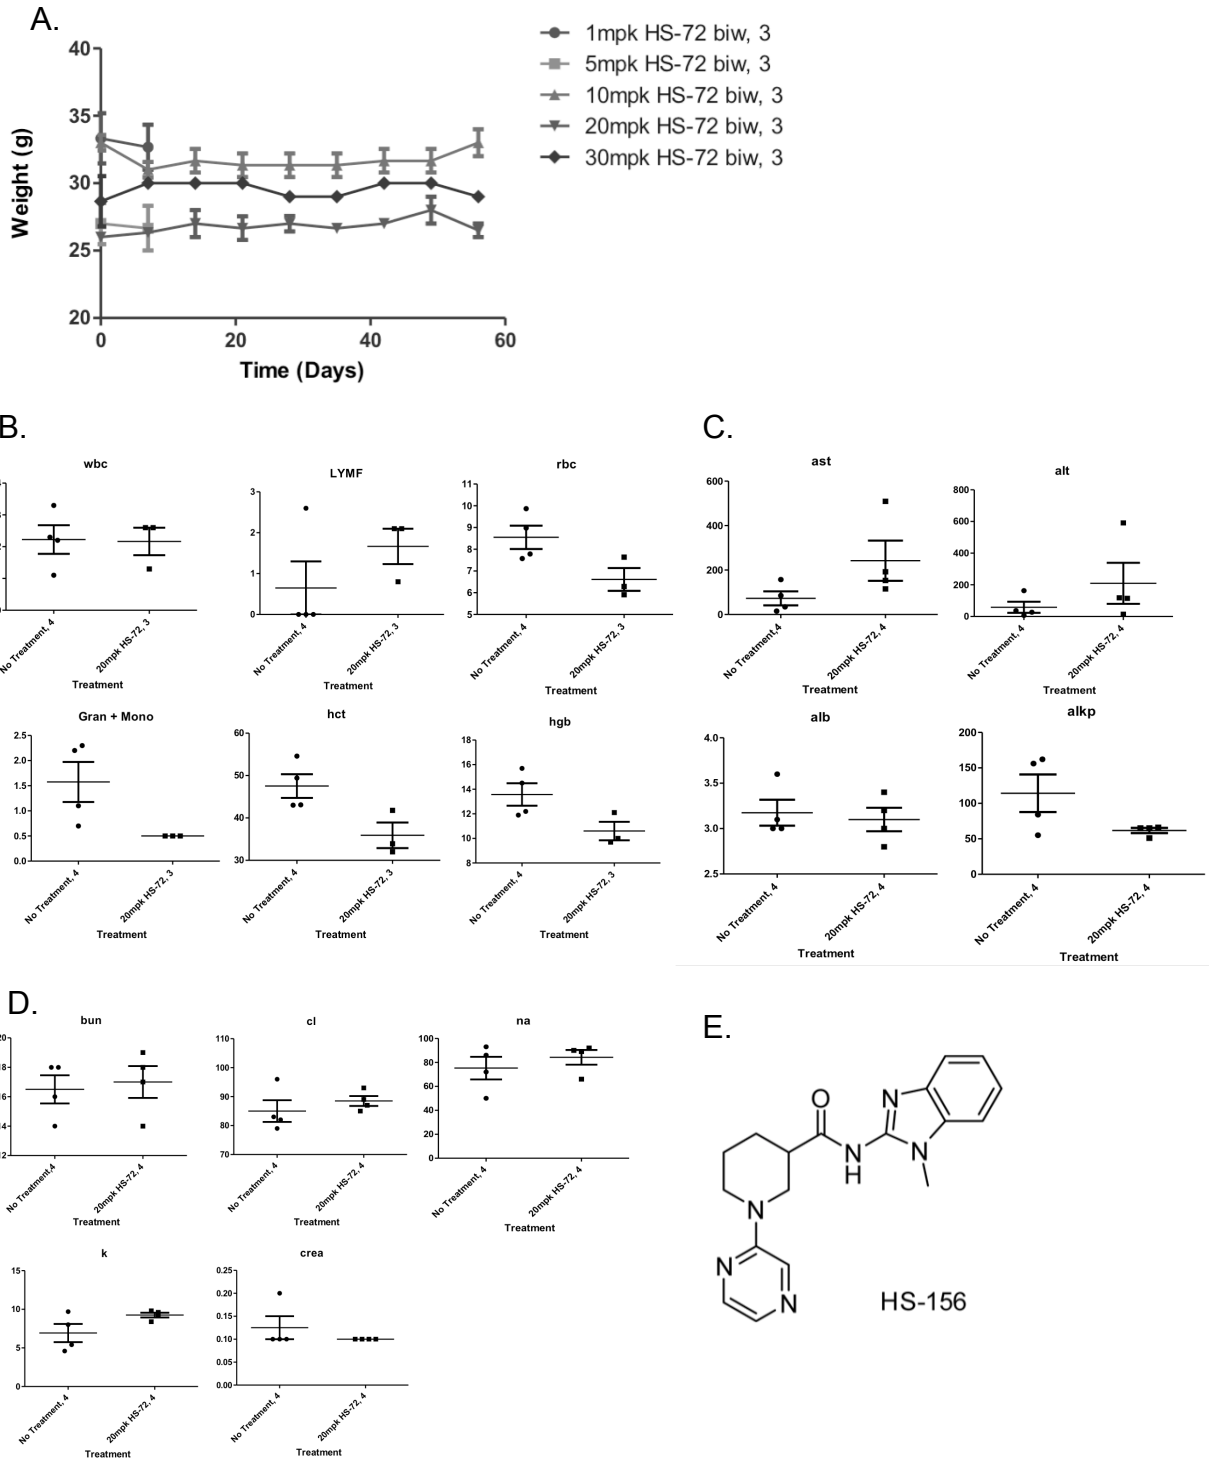 A.
40
35
30
25
20
0
20
40
60
Weight (g)
Time (Days)
1mpk HS-72 biw, 3
5mpk HS-72 biw, 3
10mpk HS-72 biw, 3
20mpk HS-72 biw, 3
30mpk HS-72 biw, 3
B.
wbc
No Treatment, 4
20mpk HS-72, 3
Treatment
LYMF
3
2
1
0
No Treatment, 4
20mpk HS-72, 3
Treatment
rbc
11
10
9
8
7
6
5
No Treatment, 4
20mpk HS-72, 3
Treatment
Gran + Mono
2.5
2.0
1.5
1.0
0.5
0.0
No Treatment, 4
20mpk HS-72, 3
Treatment
hct
60
50
40
30
No Treatment, 4
20mpk HS-72, 3
Treatment
hgb
18
16
14
12
10
8
No Treatment, 4
20mpk HS-72, 3
Treatment
C.
ast
600
400
200
0
No Treatment,4
20mpk HS-72, 4
Treatment
alt
800
600
400
200
0
No Treatment, 4
20mpk HS-72, 4
Treatment
alb
4.0
3.5
3.0
2.5
No Treatment, 4
20mpk HS-72, 4
Treatment
alkp
200
150
100
50
0
No Treatment, 4
20mpk HS-72, 4
Treatment
D.
bun
No Treatment,4
20mpk HS-72, 4
Treatment
cl
110
100
90
80
70
No Treatment, 4
20mpk HS-72, 4
Treatment
na
100
80
60
40
20
0
No Treatment, 4
20mpk HS-72, 4
Treatment
k
15
10
5
0
No Treatment, 4
20mpk HS-72, 4
Treatment
crea
0.25
0.20
0.15
0.10
0.05
0.00
No Treatment, 4
20mpk HS-72, 4
Treatment
E.
O
N
N
H
N
N
N
N
HS-156